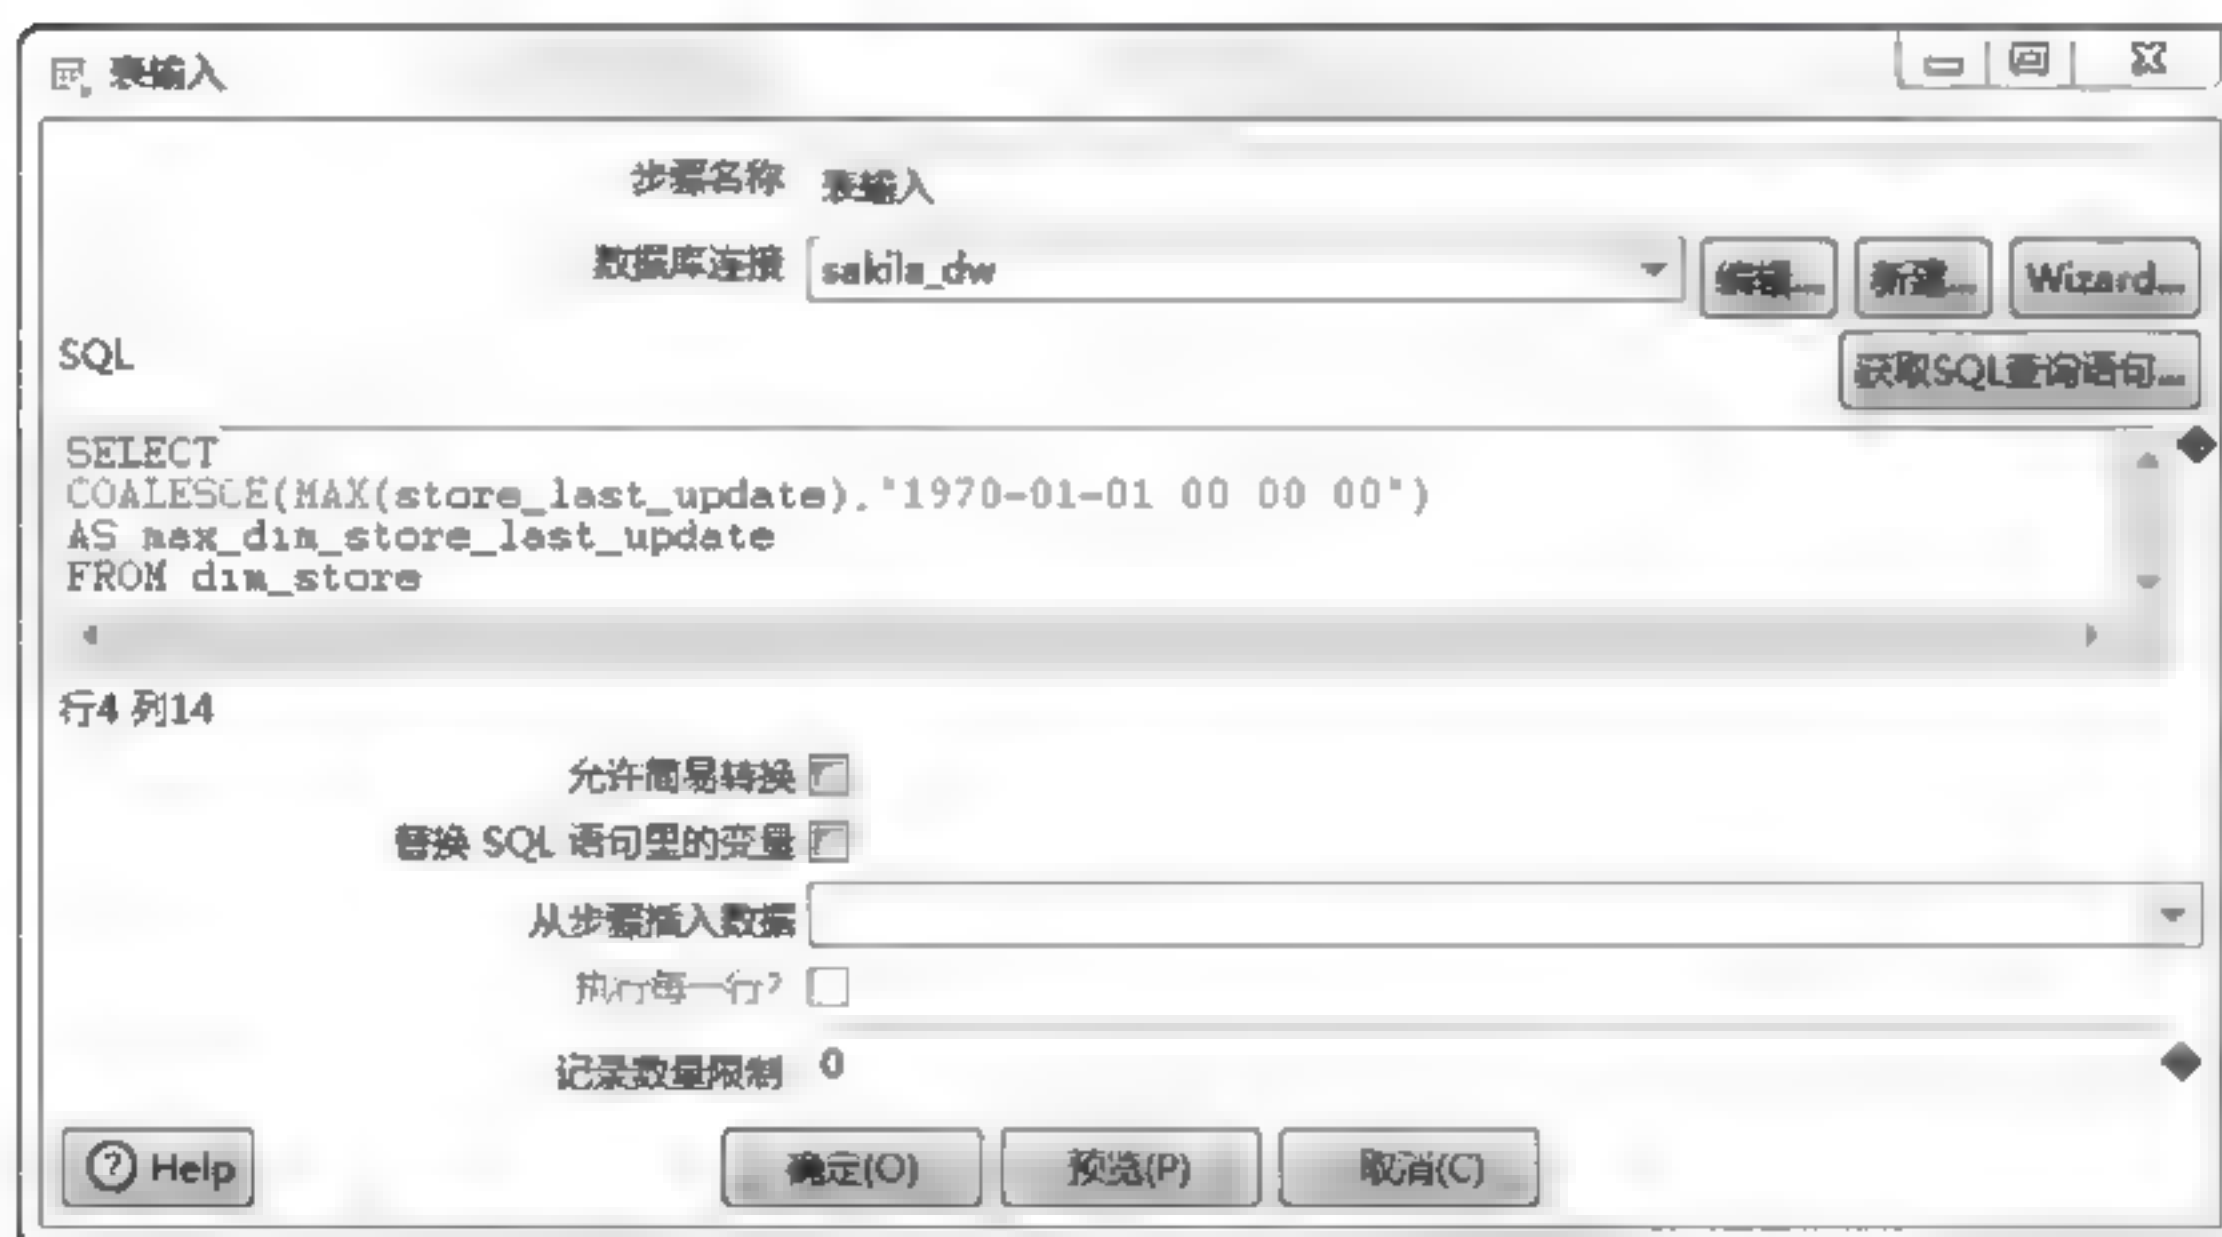 表输入
步骤名称 表输入
数据库连接 sakila_dw 编辑... 新建... Wizard...
SQL 获取SQL查询语句...
SELECT
COALESCE(MAX(store_last_update),"1970-01-01 00 00 00")
AS max_dim_store_last_update
FROM dim_store
行4 列14
允许简易转换
替换 SQL 语句里的变量
从步骤插入数据
执行每一行?
记录数量限制 0
Help 确定(O) 预览(P) 取消(C)